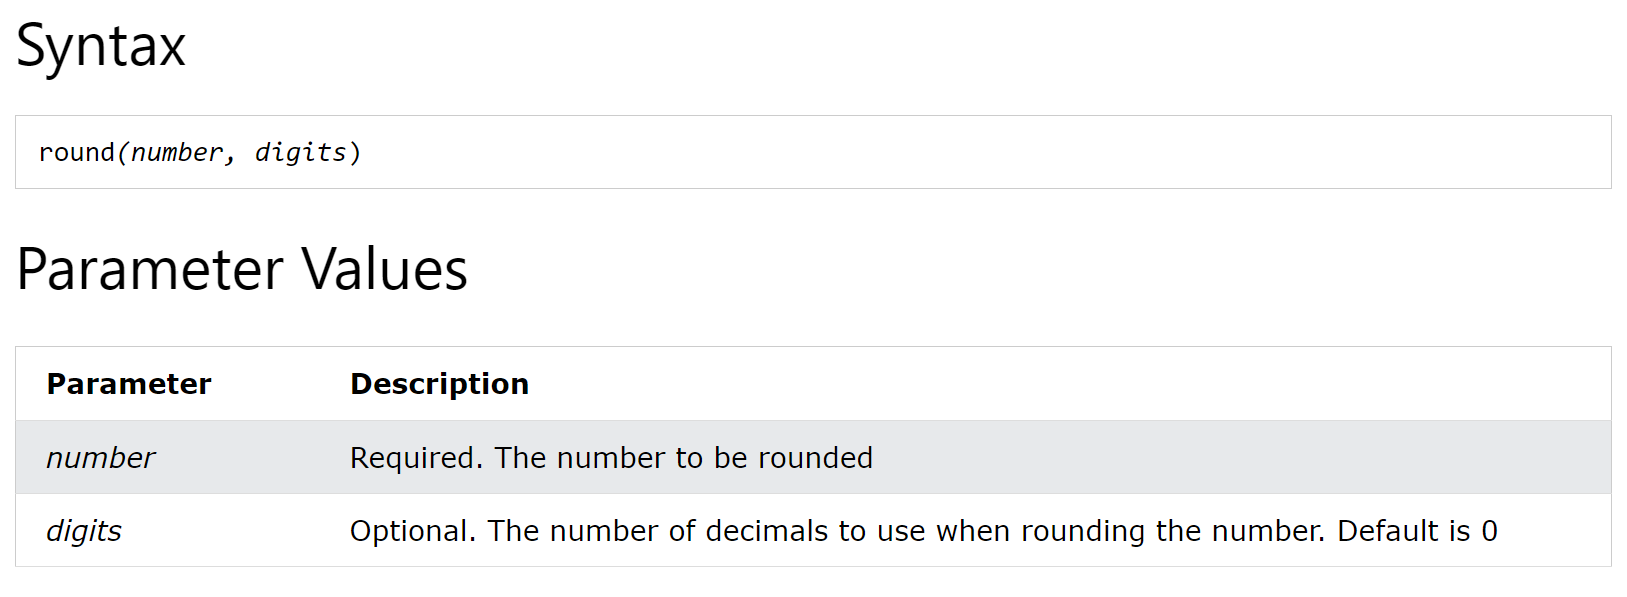 Syntax
round(number, digits)
Parameter Values
Parameter Description
number Required. The number to be rounded
digits Optional. The number of decimals to use when rounding the number. Default is 0